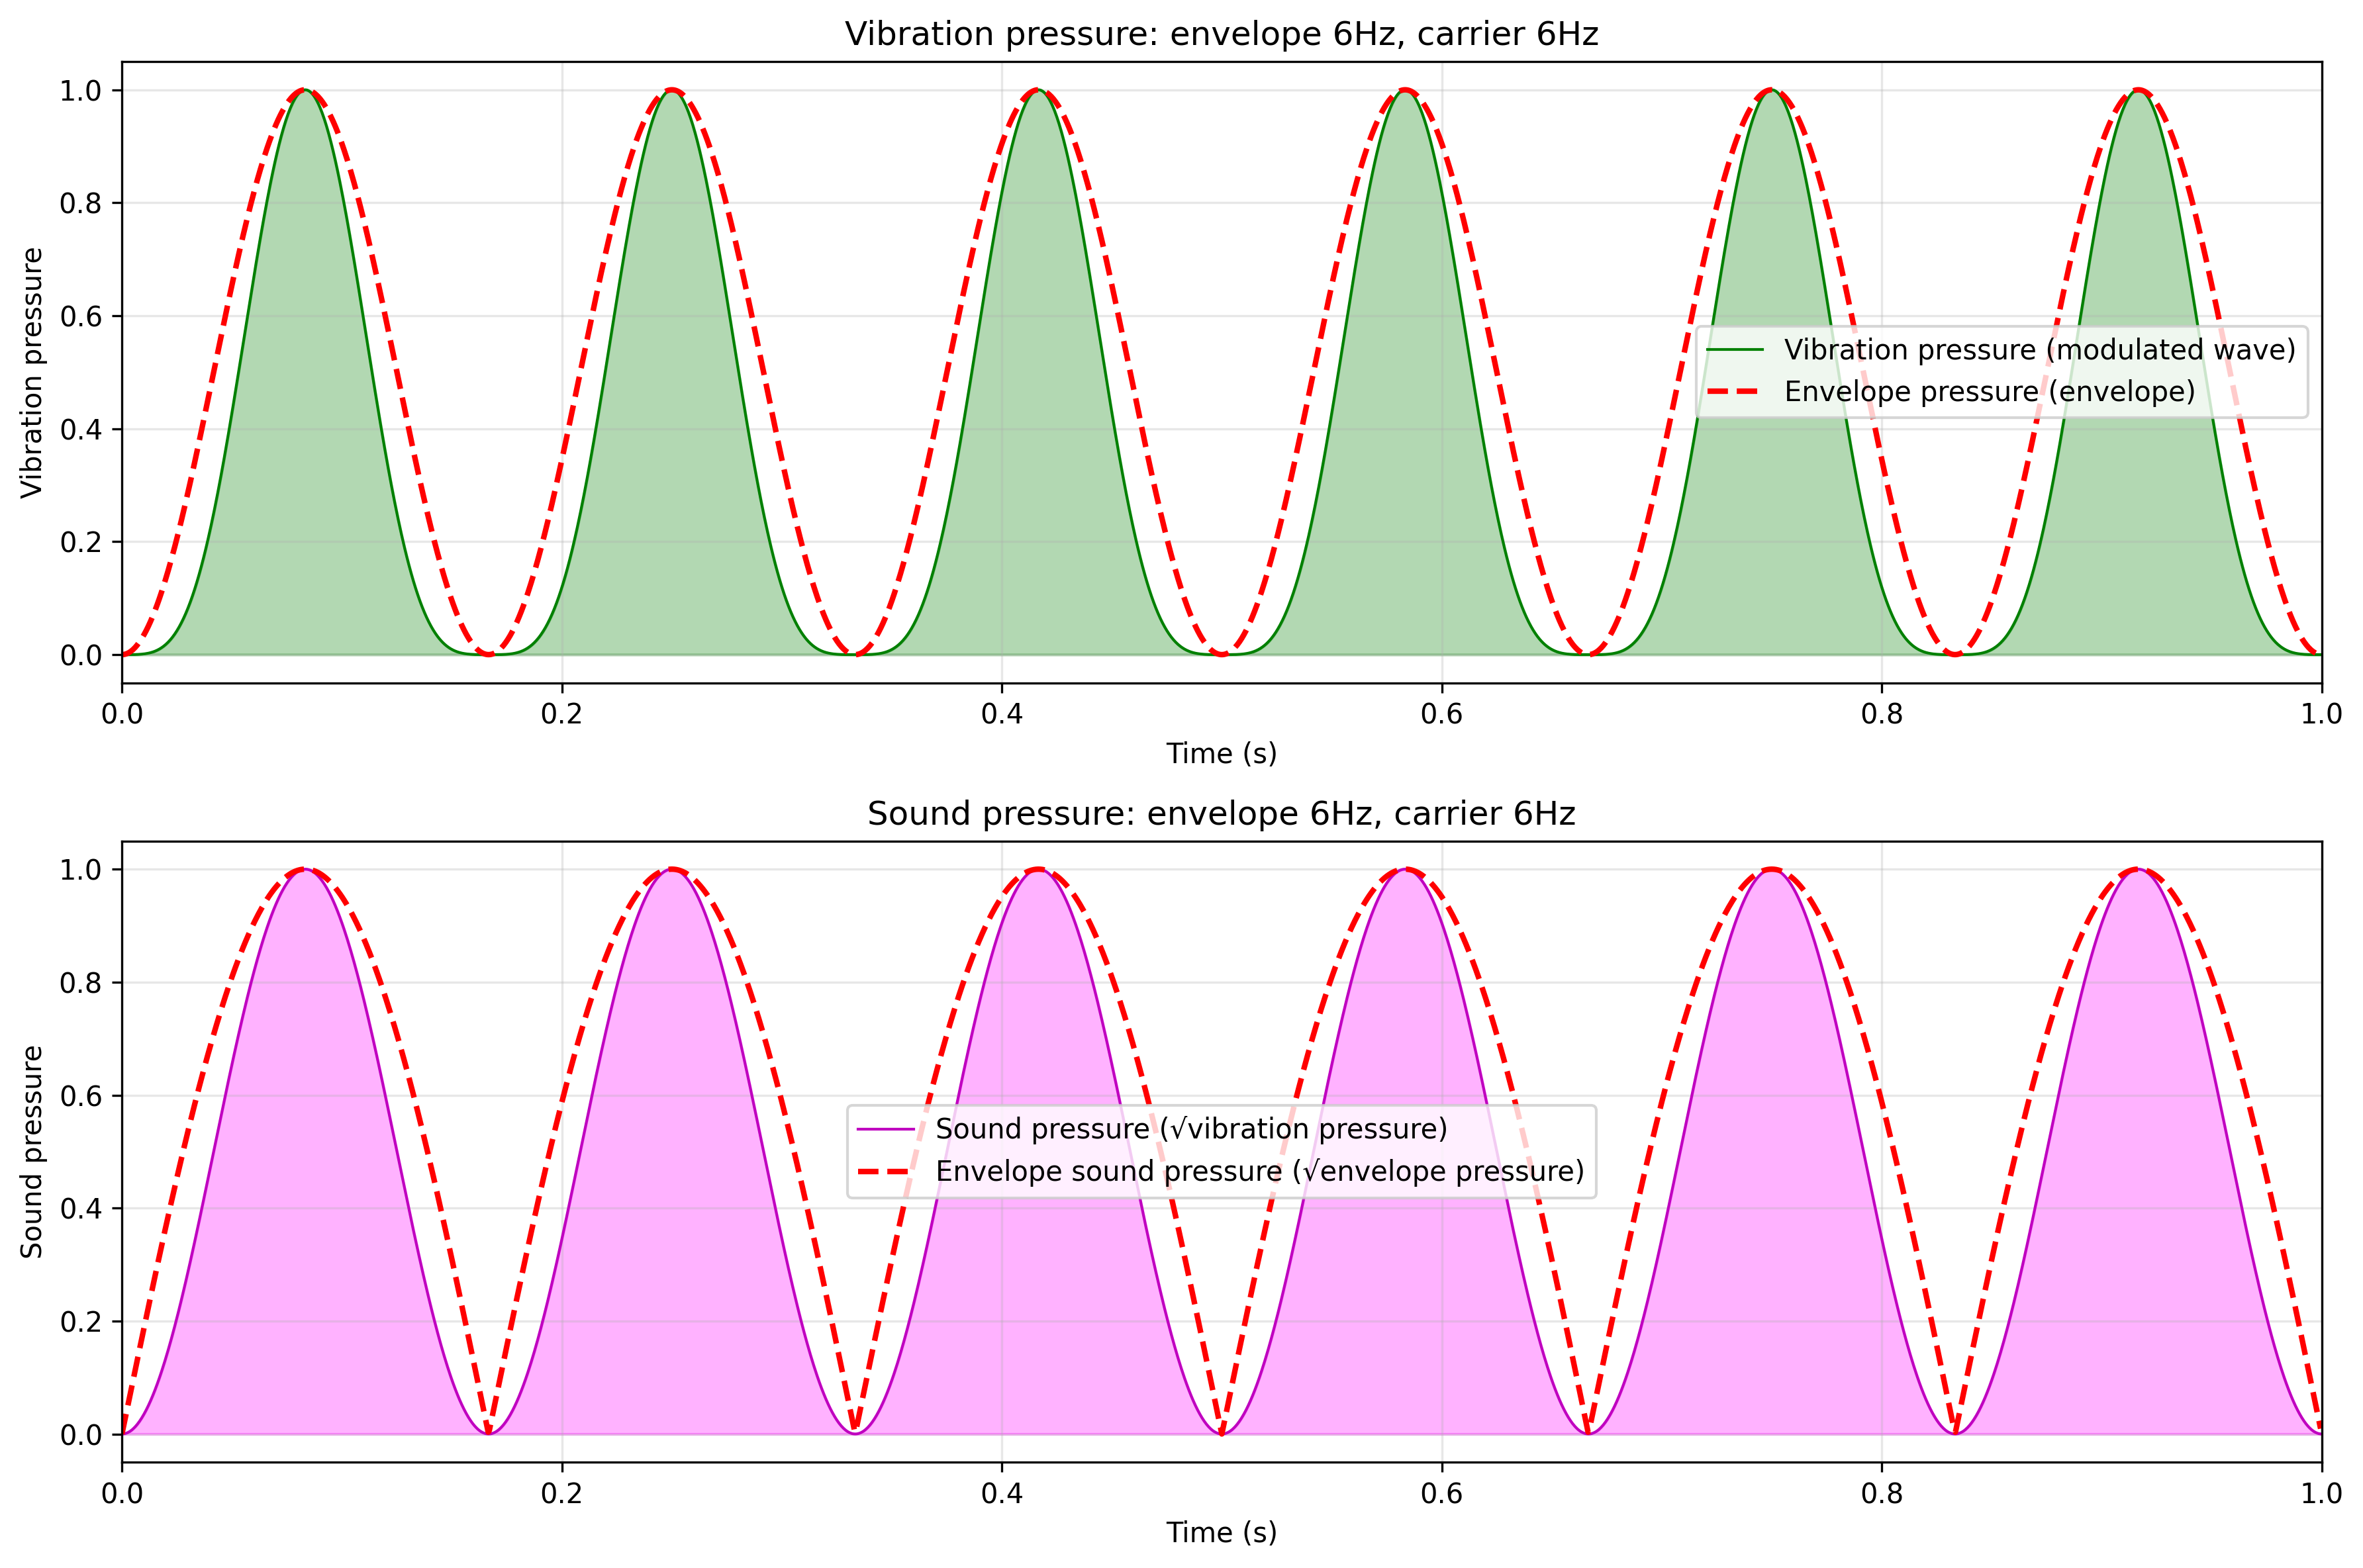 Vibration pressure: envelope 6Hz, carrier 6Hz
Vibration pressure
1.0
0.8
0.6
0.4
0.2
0.0
Vibration pressure (modulated wave)
Envelope pressure (envelope)
0.0 0.2 0.4 0.6 0.8 1.0
Time (s)
Sound pressure: envelope 6Hz, carrier 6Hz
Sound pressure
1.0
0.8
0.6
0.4
0.2
0.0
Sound pressure (√vibration pressure)
Envelope sound pressure (√envelope pressure)
0.0 0.2 0.4 0.6 0.8 1.0
Time (s)